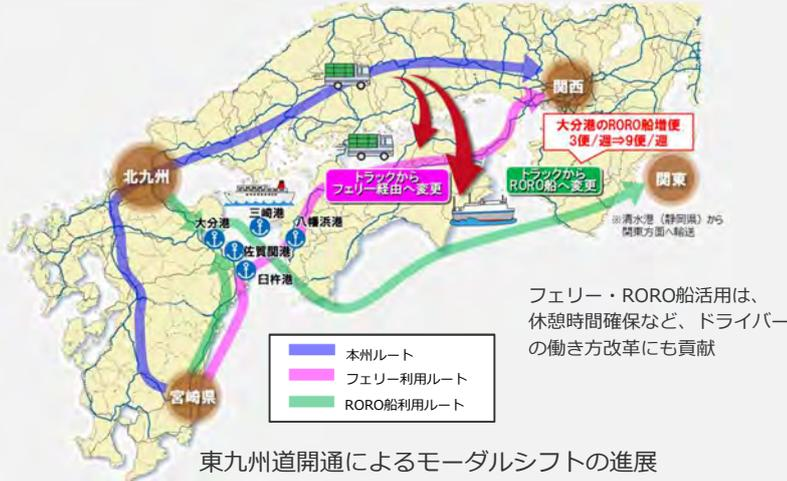 関西
大分港のRORO船増便
3便/週⇒9便/週
北九州
トラックから
フェリー経由へ変更
トラックから
RORO船へ変更
関東
三崎港
大分港
八幡浜港
※清水港（静岡県）から
関東方面へ輸送
佐賀関港
臼杵港
フェリー・RORO船活用は、
休憩時間確保など、ドライバー
の働き方改革にも貢献
本州ルート
フェリー利用ルート
RORO船利用ルート
宮崎県
東九州道開通によるモーダルシフトの進展